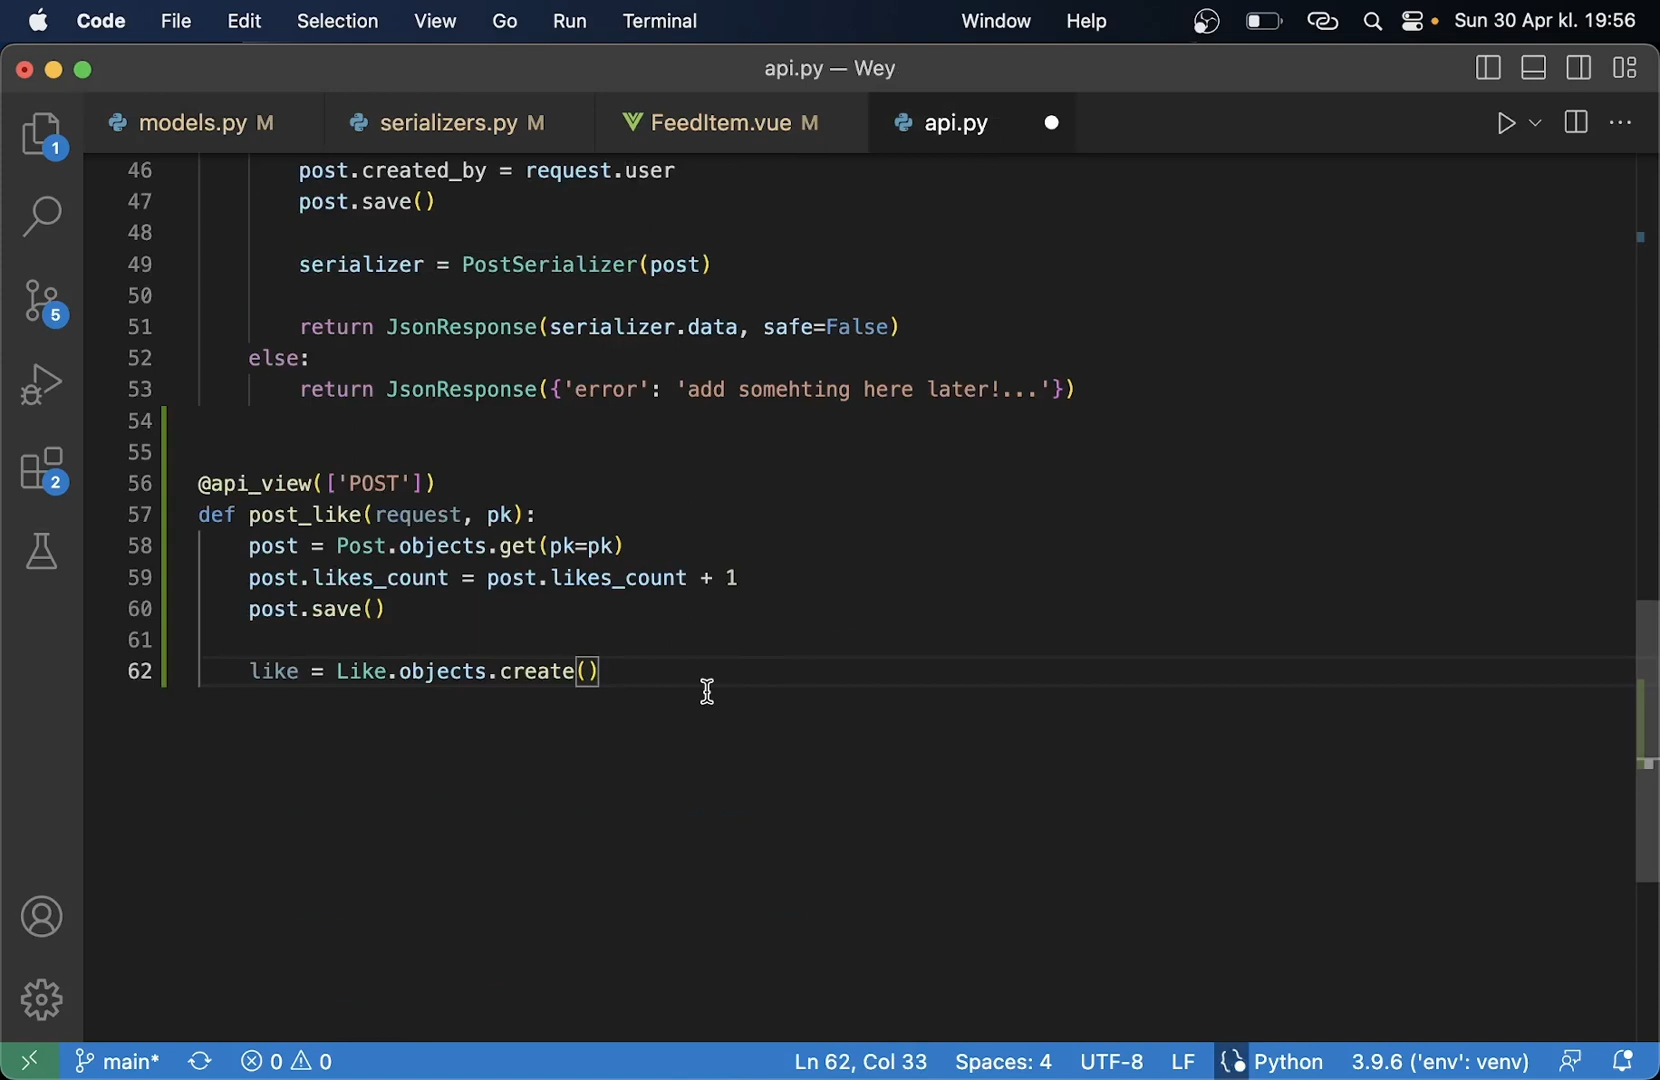 Code File Edit Selection View Go Run Terminal Window Help Sun 30 Apr kl. 19:56
api.py — Wey
models.py M serializers.py M FeedItem.vue M api.py
46 post.created_by = request.user
47 post.save()
48
49 serializer = PostSerializer(post)
50
51 return JsonResponse(serializer.data, safe=False)
52 else:
53 return JsonResponse({'error': 'add somehting here later!...'})
54
55
56 @api_view(['POST'])
57 def post_like(request, pk):
58 post = Post.objects.get(pk=pk)
59 post.likes_count = post.likes_count + 1
60 post.save()
61
62 like = Like.objects.create()
1
5
2
main* 0 0 Ln 62, Col 33 Spaces: 4 UTF-8 LF Python 3.9.6 ('env': venv)